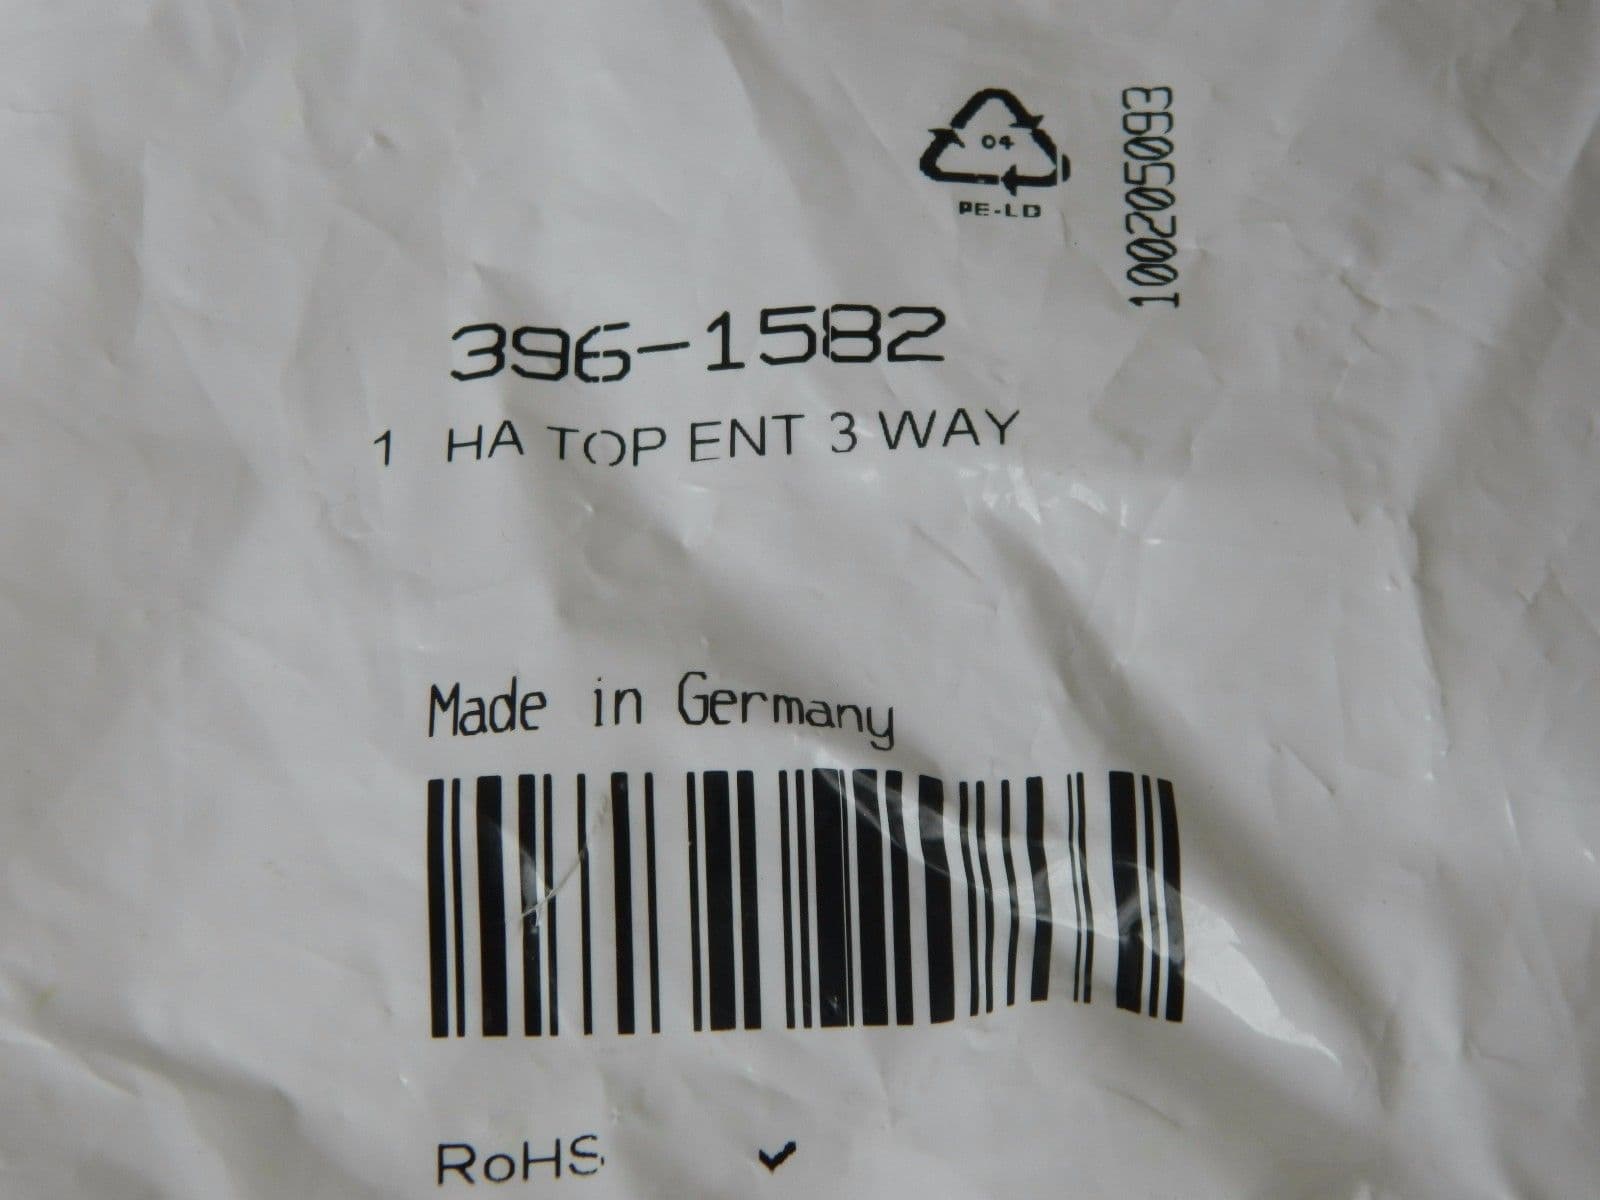 04
PE-LD
100205093
396-1582
1 HA TOP ENT 3 WAY
Made in Germany
RoHS ✓